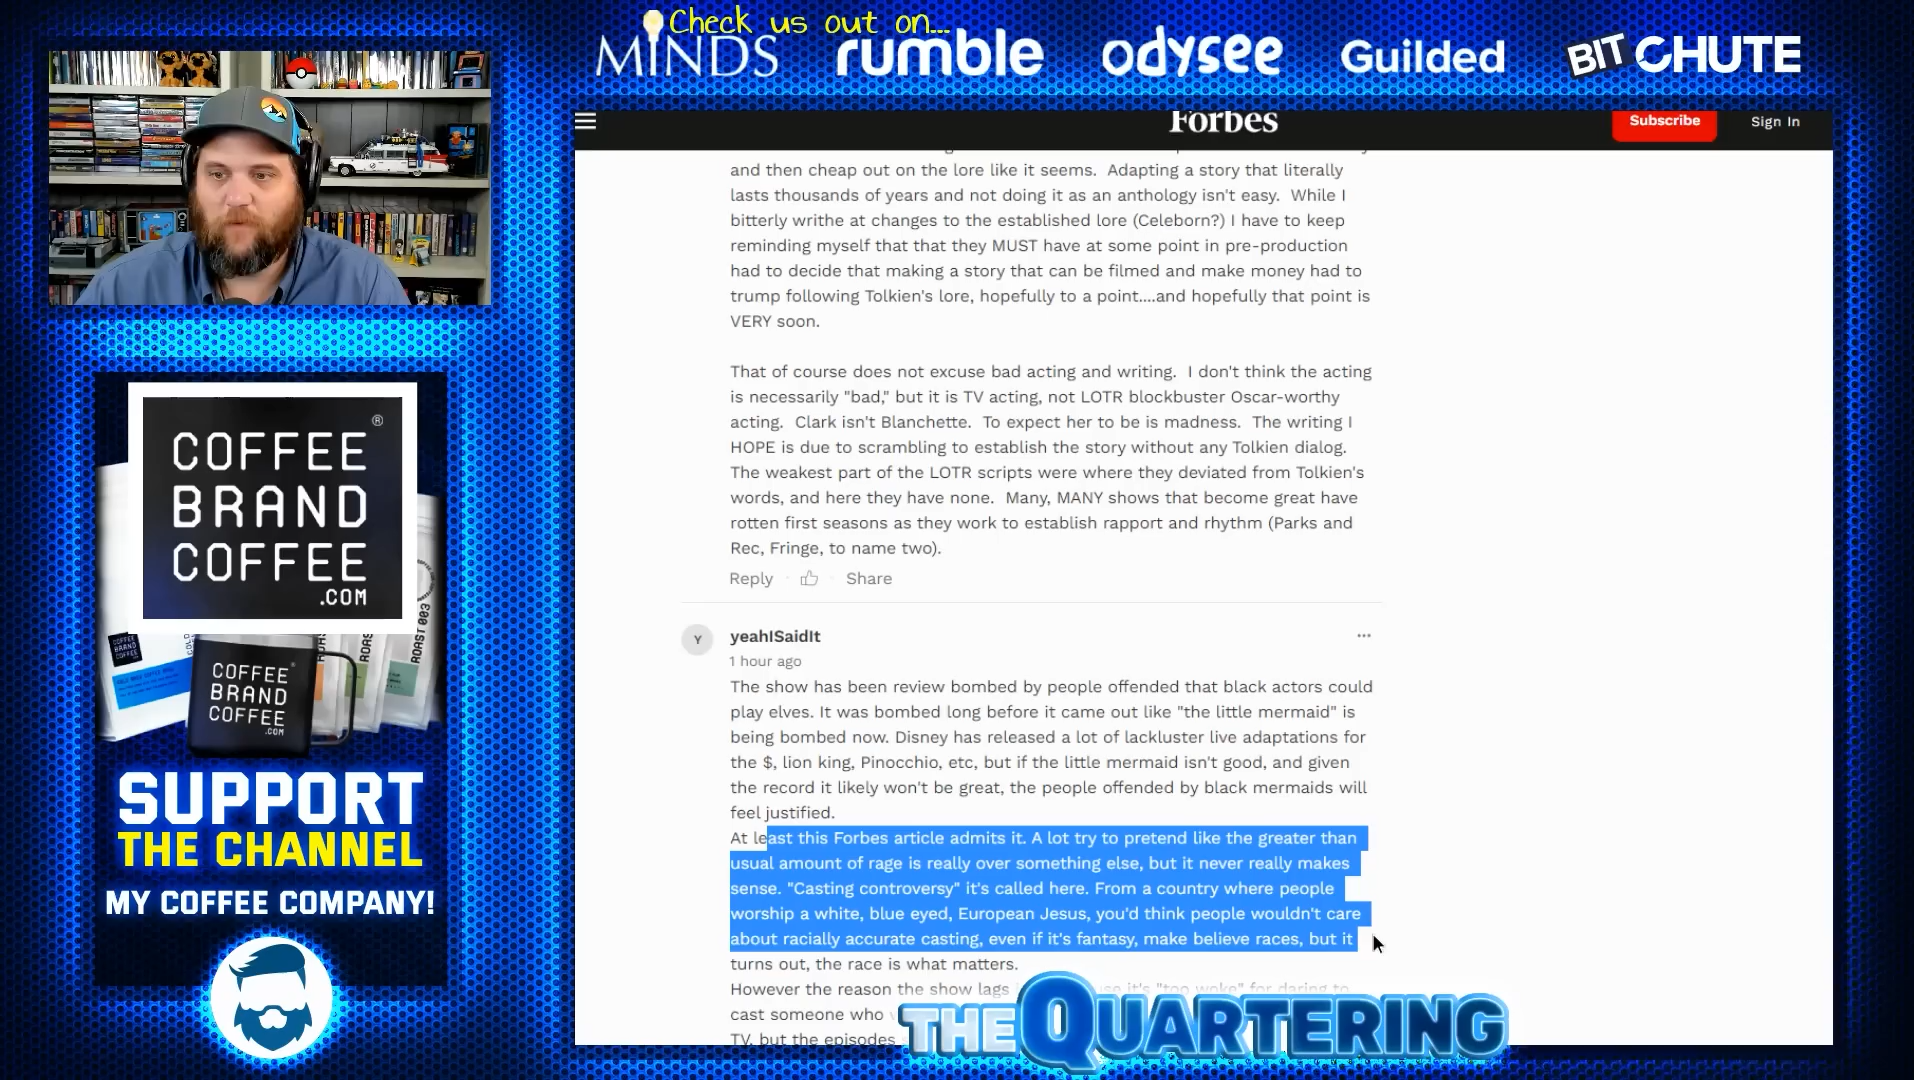 Check us out on...
MINDS
rumble
odysee
Guilded
BIT CHUTE
Forbes
Subscribe
Sign In
and then cheap out on the lore like it seems. Adapting a story that literally
lasts thousands of years and not doing it as an anthology isn't easy. While I
bitterly writhe at changes to the established lore (Celeborn?) I have to keep
reminding myself that that they MUST have at some point in pre-production
had to decide that making a story that can be filmed and make money had to
trump following Tolkien's lore, hopefully to a point....and hopefully that point is
VERY soon.
That of course does not excuse bad acting and writing. I don't think the acting
is necessarily "bad," but it is TV acting, not LOTR blockbuster Oscar-worthy
acting. Clark isn't Blanchette. To expect her to be is madness. The writing I
HOPE is due to scrambling to establish the story without any Tolkien dialog.
The weakest part of the LOTR scripts were where they deviated from Tolkien's
words, and here they have none. Many, MANY shows that become great have
rotten first seasons as they work to establish rapport and rhythm (Parks and
Rec, Fringe, to name two).
Reply
Share
Y
yeahISaidIt
1 hour ago
The show has been review bombed by people offended that black actors could
play elves. It was bombed long before it came out like "the little mermaid" is
being bombed now. Disney has released a lot of lackluster live adaptations for
the $, lion king, Pinocchio, etc, but if the little mermaid isn't good, and given
the record it likely won't be great, the people offended by black mermaids will
feel justified.
At least this Forbes article admits it. A lot try to pretend like the greater than
usual amount of rage is really over something else, but it never really makes
sense. "Casting controversy" it's called here. From a country where people
worship a white, blue eyed, European Jesus, you'd think people wouldn't care
about racially accurate casting, even if it's fantasy, make believe races, but it
turns out, the race is what matters.
However the reason the show lags it's "too woke" for daring to
cast someone who
TV, but the episodes
THE QUARTERING
COFFEE
BRAND
COFFEE
.COM
®
ROAST 003
COFFEE
BRAND
COFFEE
.COM
SUPPORT
THE CHANNEL
MY COFFEE COMPANY!